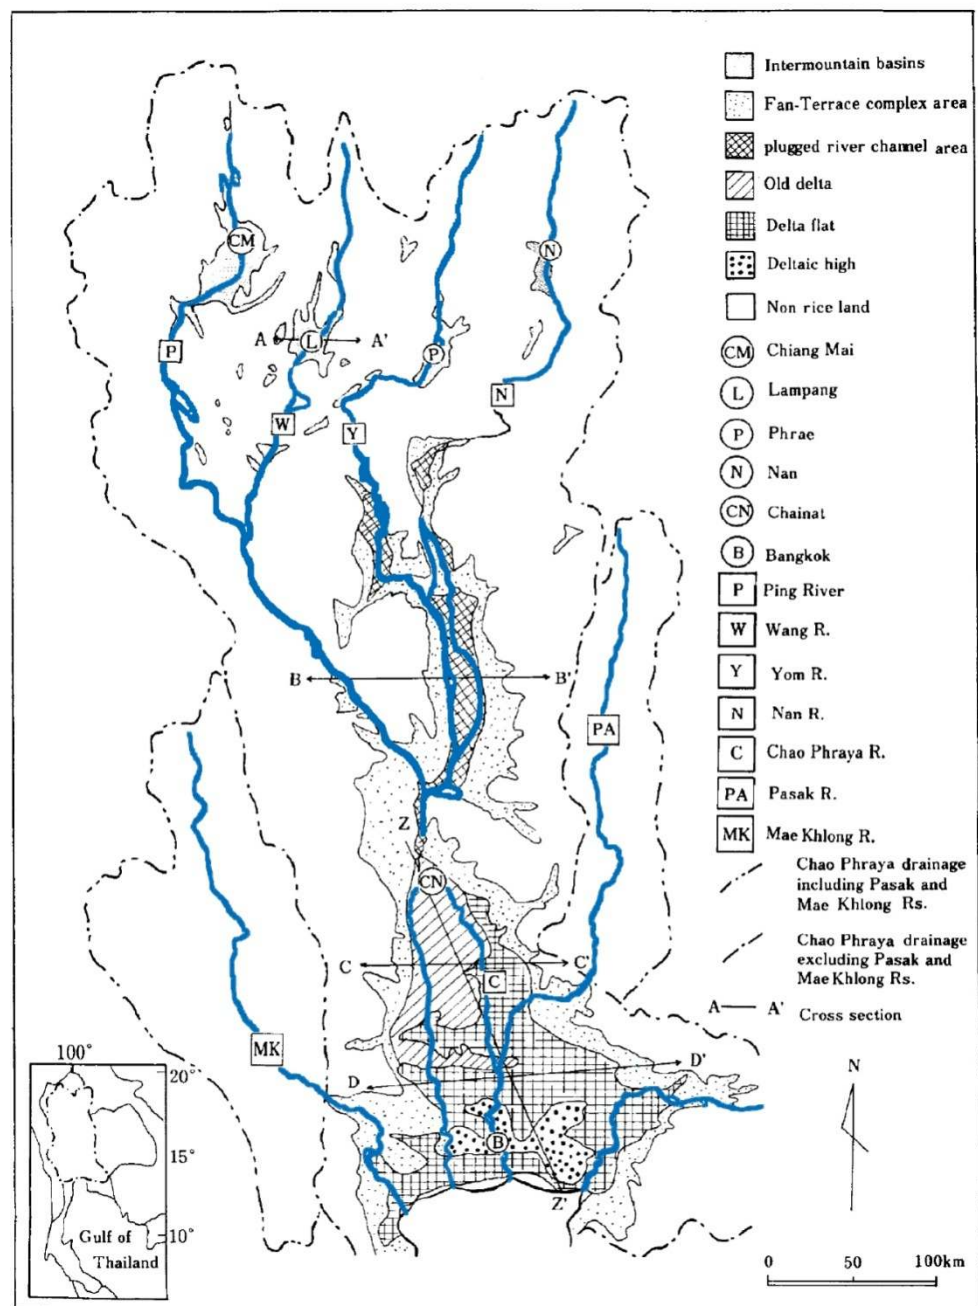 Intermountain basins
Fan-Terrace complex area
plugged river channel area
Old delta
Delta flat
Deltaic high
Non rice land
CM Chiang Mai
L Lampang
P Phrae
N Nan
CN Chainat
B Bangkok
P Ping River
W Wang R.
Y Yom R.
N Nan R.
C Chao Phraya R.
PA Pasak R.
MK Mae Khlong R.
Chao Phraya drainage
including Pasak and
Mae Khlong Rs.
Chao Phraya drainage
excluding Pasak and
Mae Khlong Rs.
A A' Cross section
CM
N
P
A L A'
P
N
W
Y
B B'
PA
Z
CN
C C'
C
MK
D D'
B
Z'
100°
20°
15°
10°
Gulf of
Thailand
N
0 50 100km